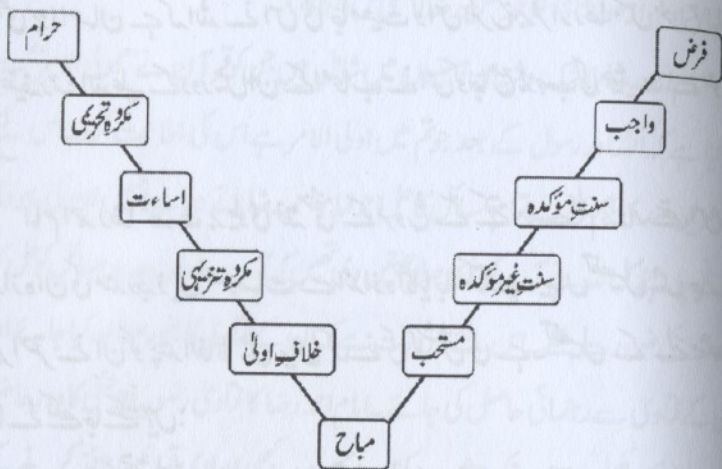 فرض
حرام
واجب
مکروہِ تحریمی
سنتِ مؤکدہ
اساءت
سنتِ غیر مؤکدہ
مکروہِ تنزیہی
مستحب
خلافِ اولیٰ
مباح